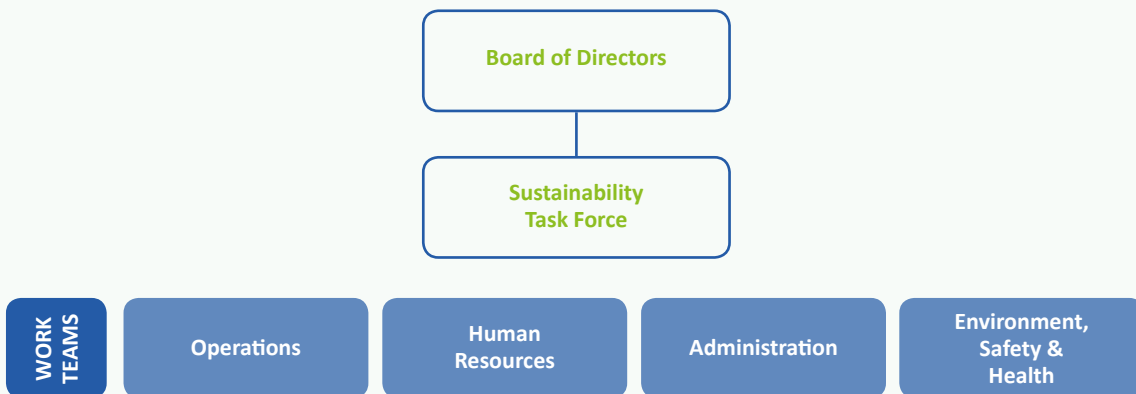 Board of Directors
Sustainability
Task Force
WORK
TEAMS
Operations
Human
Resources
Administration
Environment,
Safety &
Health